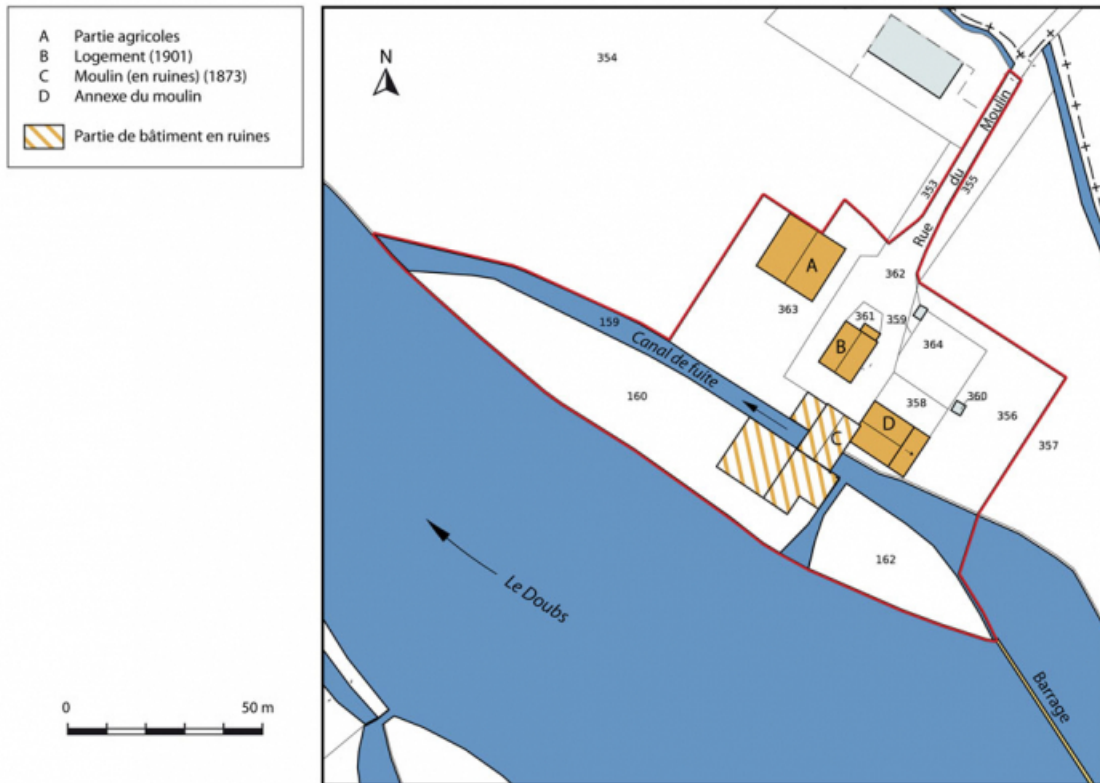 A Partie agricoles
B Logement (1901)
C Moulin (en ruines) (1873)
D Annexe du moulin
Partie de bâtiment en ruines
N
354
Rue du Moulin
353
355
A
362
363
361
359
B
364
159
Canal de fuite
160
358
360
356
D
357
C
162
Le Doubs
Barrage
0 50 m